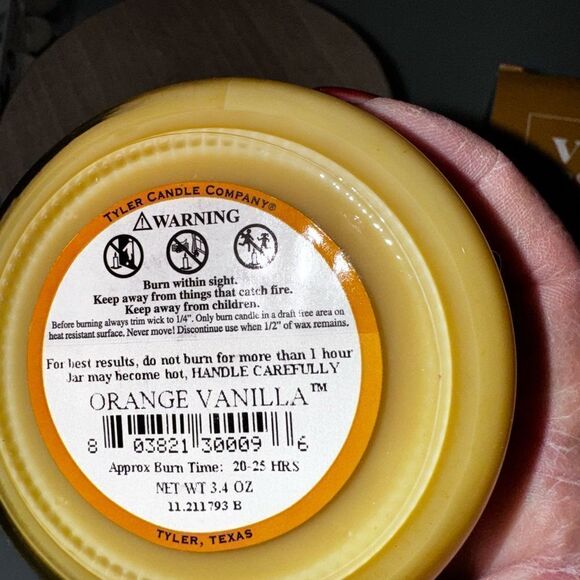 TYLER CANDLE COMPANY®
⚠WARNING
Burn within sight.
Keep away from things that catch fire.
Keep away from children.
Before burning always trim wick to 1/4". Only burn candle in a draft free area on
heat resistant surface. Never move! Discontinue use when 1/2" of wax remains.
For best results, do not burn for more than 1 hour
Jar may become hot, HANDLE CAREFULLY
ORANGE VANILLA™
8 03821 30009 6
Approx Burn Time: 20-25 HRS
NET WT 3.4 OZ
11.211793 B
TYLER, TEXAS